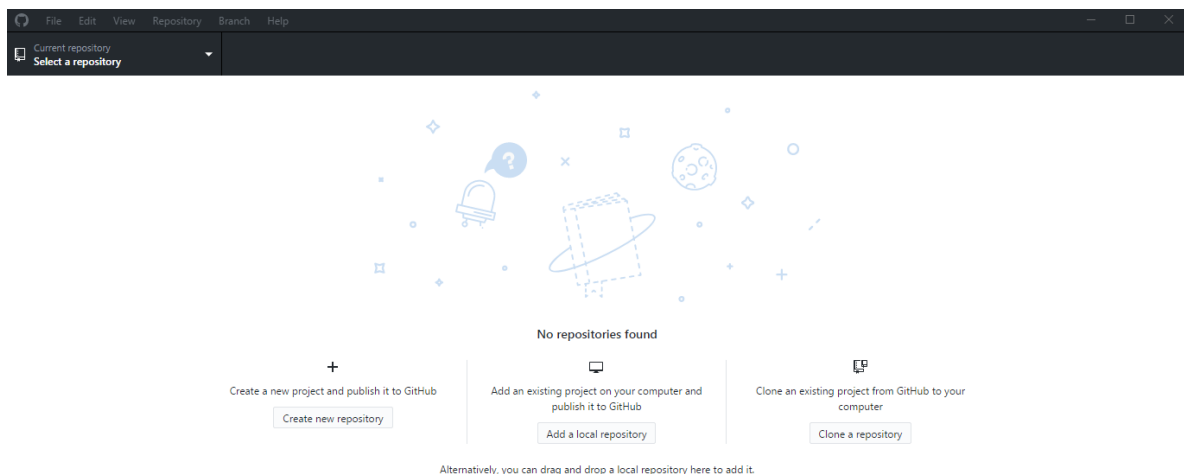 File Edit View Repository Branch Help
Current repository
Select a repository
?
No repositories found
Create a new project and publish it to GitHub
Create new repository
Add an existing project on your computer and
publish it to GitHub
Add a local repository
Clone an existing project from GitHub to your
computer
Clone a repository
Alternatively, you can drag and drop a local repository here to add it.